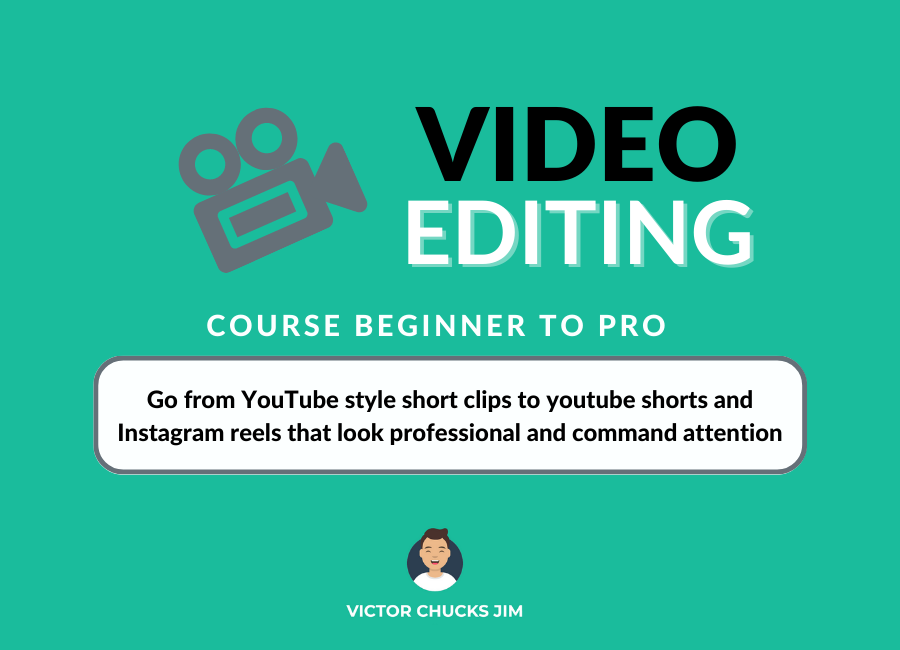 VIDEO
EDITING
COURSE BEGINNER TO PRO
Go from YouTube style short clips to youtube shorts and
Instagram reels that look professional and command attention
VICTOR CHUCKS JIM